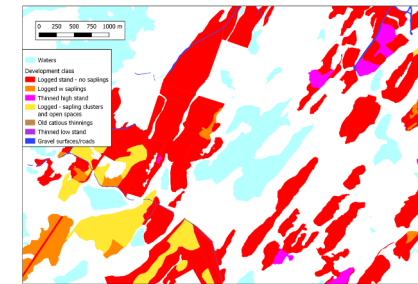 0 250 500 750 1000 m
Waters
Development class
Logged stand - no saplings
Logged w saplings
Thinned high stand
Logged - sapling clusters
and open spaces
Old catious thinnings
Thinned low stand
Gravel surfaces/roads